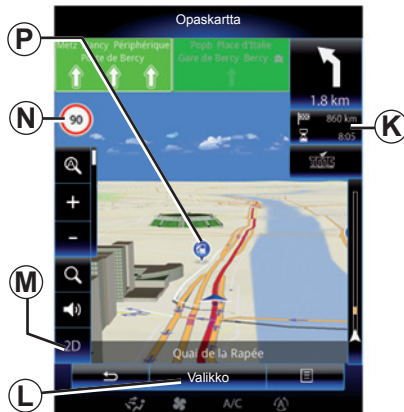 Opaskartta
P
Metz Nancy Périphérique
Porte de Bercy
Popb Place d'Italie
Gare de Bercy Bercy
1.8 km
N
90
860 km
K
8:05
+
-
M
2D
Quai de la Rapée
Valikko
L
A/C
A